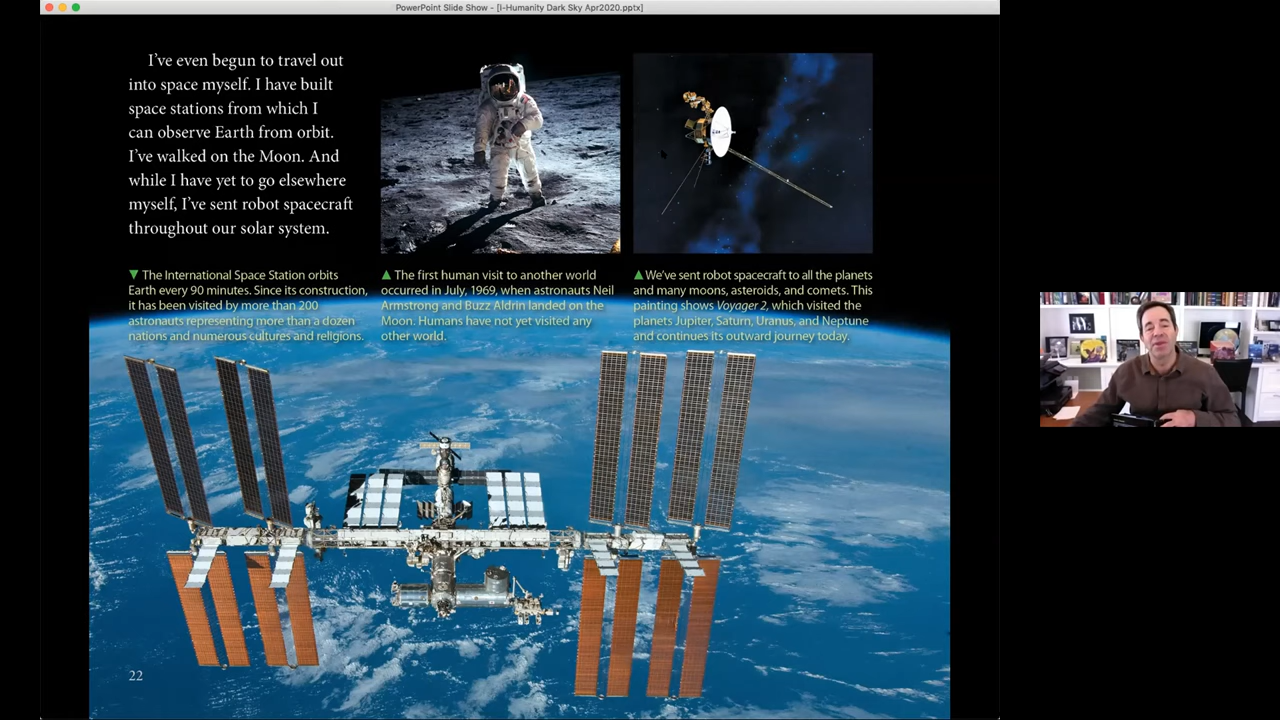 PowerPoint Slide Show - [I-Humanity Dark Sky Apr2020.pptx]
I've even begun to travel out
into space myself. I have built
space stations from which I
can observe Earth from orbit.
I've walked on the Moon. And
while I have yet to go elsewhere
myself, I've sent robot spacecraft
throughout our solar system.
▼ The International Space Station orbits
Earth every 90 minutes. Since its construction,
it has been visited by more than 200
astronauts representing more than a dozen
nations and numerous cultures and religions.
▲ The first human visit to another world
occurred in July, 1969, when astronauts Neil
Armstrong and Buzz Aldrin landed on the
Moon. Humans have not yet visited any
other world.
▲ We've sent robot spacecraft to all the planets
and many moons, asteroids, and comets. This
painting shows Voyager 2, which visited the
planets Jupiter, Saturn, Uranus, and Neptune
and continues its outward journey today.
22